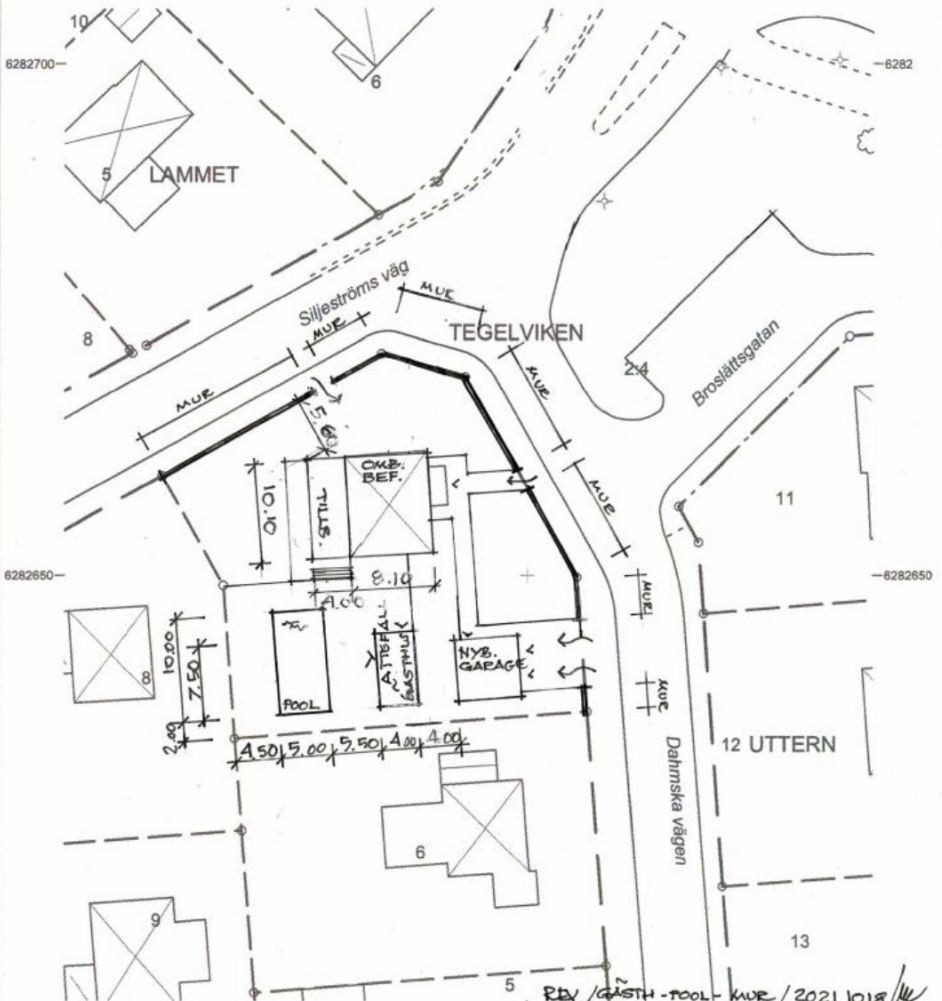 10
6282700
6282
6
5
LAMMET
Siljeströms väg
MUR
MUR
8
TEGELVIKEN
MUR
MUR
2:4
Broslättsgatan
5.60
OMB.
BEF.
10.10
TILLB.
MUR
11
6282650
6282650
8.10
4.00
MUR
ATTEFALL
GÄSTHUS
NYB.
GARAGE
10.00
7.50
8
POOL
MUR
2.00
4.50 5.00 5.50 4.00 4.00
12 UTTERN
Dahmska vägen
6
9
13
5
REV / GÄSTH - POOL - MUR / 2021 1018